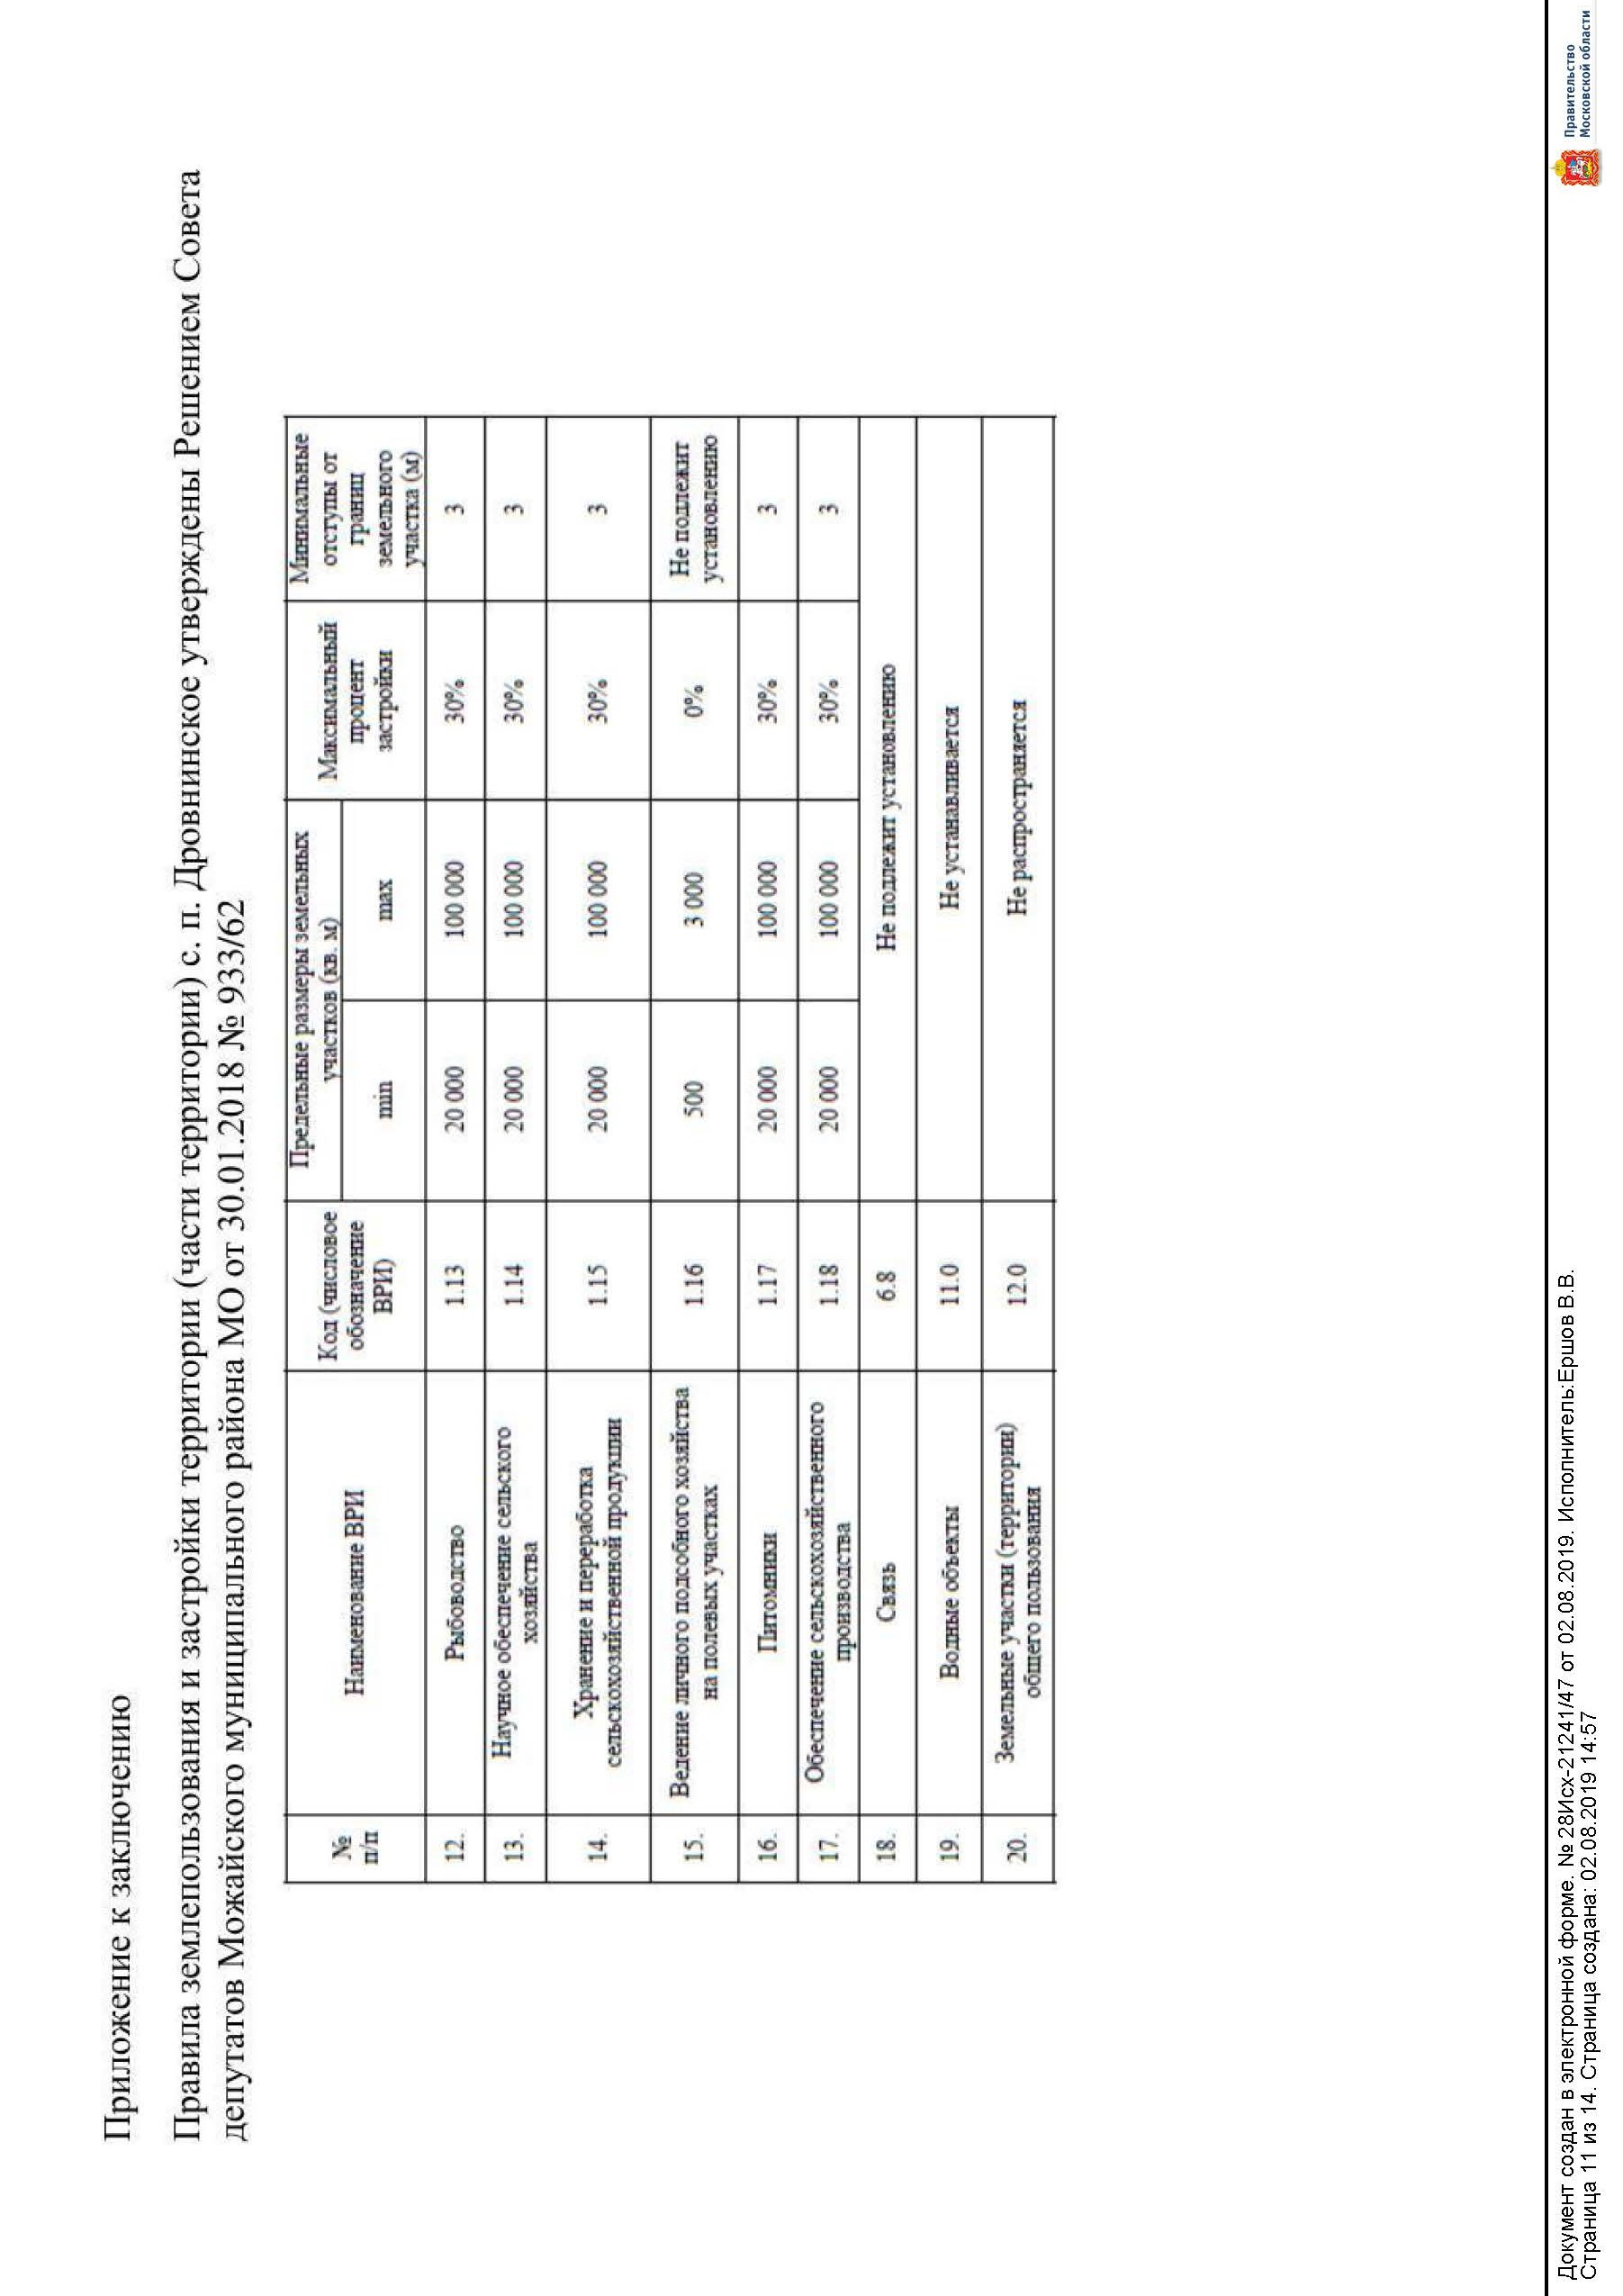 Приложение к заключению
Правила землепользования и застройки территории (части территории) с. п. Дровнинское утверждены Решением Совета
депутатов Можайского муниципального района МО от 30.01.2018 № 933/62
№
п/п
Наименование ВРИ
Код (числовое
обозначение
ВРИ)
Предельные размеры земельных
участков (кв. м)
min
max
Максимальный
процент
застройки
Минимальные
отступы от
границ
земельного
участка (м)
12. Рыбоводство 1.13 20 000 100 000 30% 3
13. Научное обеспечение сельского
хозяйства
1.14 20 000 100 000 30% 3
14. Хранение и переработка
сельскохозяйственной продукции
1.15 20 000 100 000 30% 3
15. Ведение личного подсобного хозяйства
на полевых участках
1.16 500 3 000 0% Не подлежит
установлению
16. Питомники 1.17 20 000 100 000 30% 3
17. Обеспечение сельскохозяйственного
производства
1.18 20 000 100 000 30% 3
18. Связь 6.8 Не подлежит установлению
19. Водные объекты 11.0 Не устанавливается
20. Земельные участки (территории)
общего пользования
12.0 Не распространяется
Документ создан в электронной форме. № 28Исх-21241/47 от 02.08.2019. Исполнитель:Ершов В.В.
Страница 11 из 14. Страница создана: 02.08.2019 14:57
Правительство
Московской области